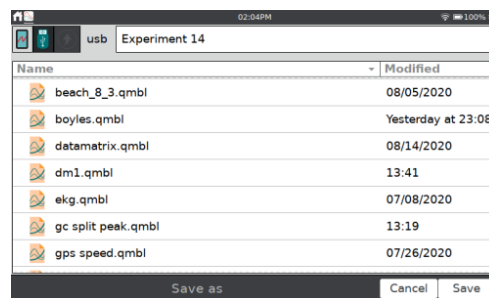 02:04PM 100%
usb Experiment 14
Name Modified
beach_8_3.qmbl 08/05/2020
boyles.qmbl Yesterday at 23:08
datamatrix.qmbl 08/14/2020
dm1.qmbl 13:41
ekg.qmbl 07/08/2020
gc split peak.qmbl 13:19
gps speed.qmbl 07/26/2020
Save as Cancel Save